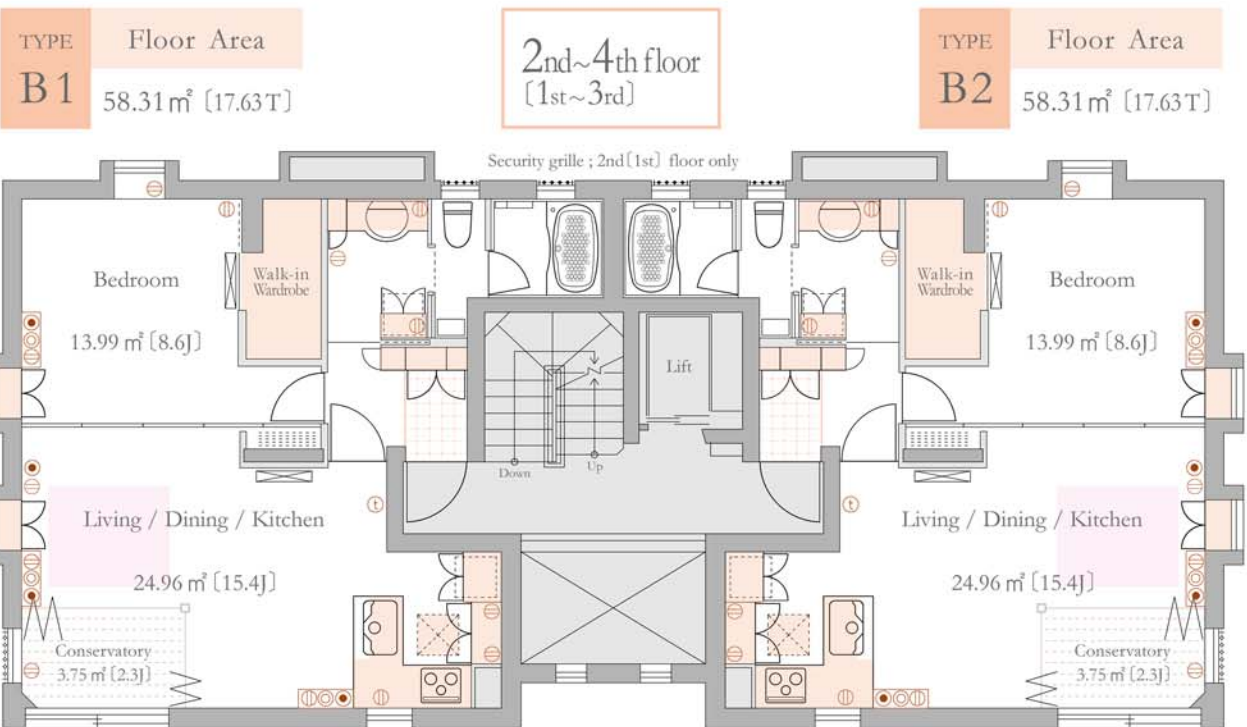 TYPE
B1
Floor Area
58.31㎡ [17.63T]
2nd~4th floor
[1st~3rd]
TYPE
B2
Floor Area
58.31㎡ [17.63T]
Security grille ; 2nd[1st] floor only
Bedroom
13.99㎡ [8.6J]
Walk-in
Wardrobe
Walk-in
Wardrobe
Bedroom
13.99㎡ [8.6J]
Lift
Down
Up
t
t
Living / Dining / Kitchen
24.96㎡ [15.4J]
Living / Dining / Kitchen
24.96㎡ [15.4J]
Conservatory
3.75㎡ [2.3J]
Conservatory
3.75㎡ [2.3J]